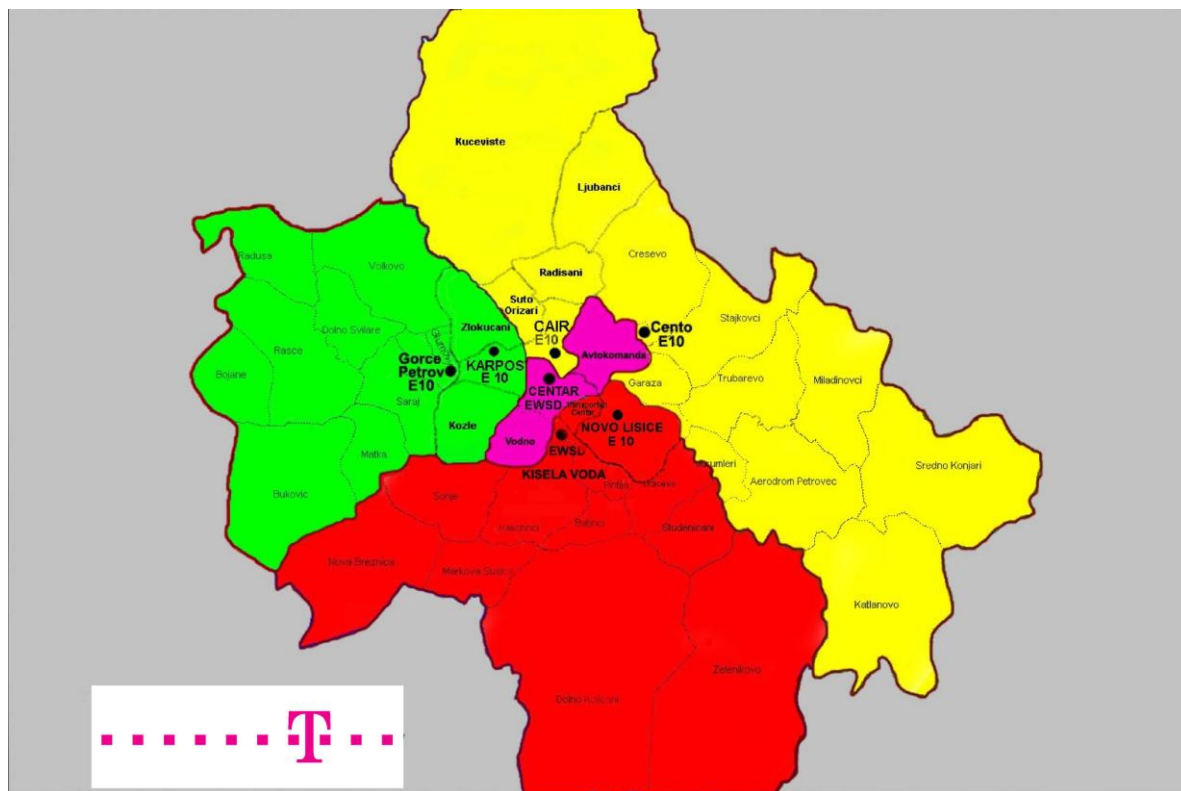 Kuceviste
Ljubanci
Cresevo
Radusa
Volkovo
Radisani
Suto
Orizari
Stajkovci
Zlokucani
CAIR
E10
Cento
E10
Dolno Svilare
Rasce
Avtokomanda
Bojane
Gorce
Petrov
E10
KARPOS
E 10
Garaza
Trubarevo
Miladinovci
CENTAR
EWSD
Saraj
Kozle
NOVO LISICE
E 10
Vodno
EWSD
Matka
KISELA VODA
Sredno Konjari
Aerodrom Petrovec
Bukovic
Sonje
Studenicani
Nova Breznica
Markova Susica
Katlanovo
Zelenikovo
Dolno Kolicani
T